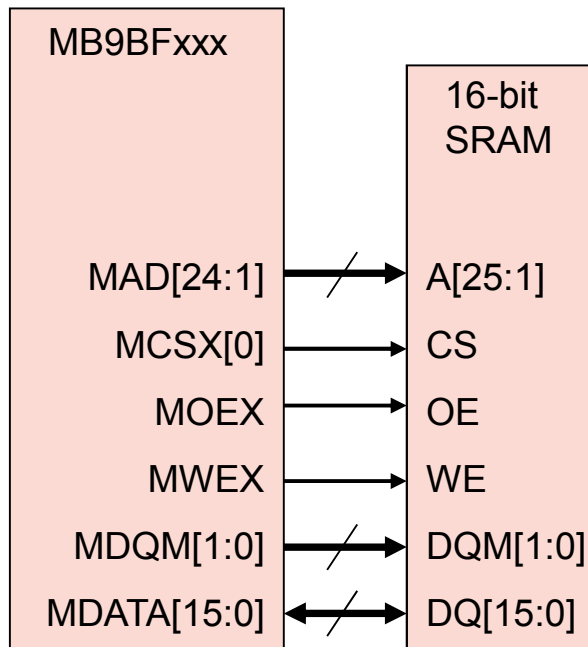 MB9BFxxx
16-bit
SRAM
MAD[24:1]
A[25:1]
MCSX[0]
CS
MOEX
OE
MWEX
WE
MDQM[1:0]
DQM[1:0]
MDATA[15:0]
DQ[15:0]